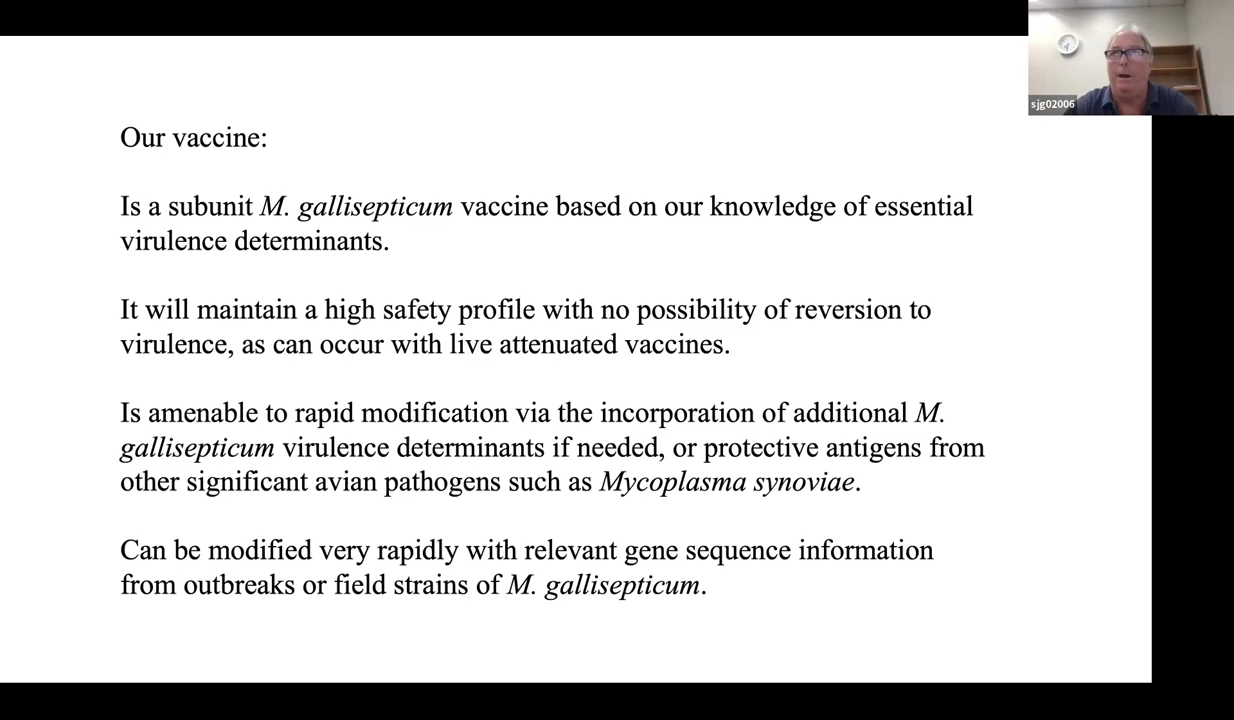 sjg02006
Our vaccine:
Is a subunit M. gallisepticum vaccine based on our knowledge of essential
virulence determinants.
It will maintain a high safety profile with no possibility of reversion to
virulence, as can occur with live attenuated vaccines.
Is amenable to rapid modification via the incorporation of additional M.
gallisepticum virulence determinants if needed, or protective antigens from
other significant avian pathogens such as Mycoplasma synoviae.
Can be modified very rapidly with relevant gene sequence information
from outbreaks or field strains of M. gallisepticum.